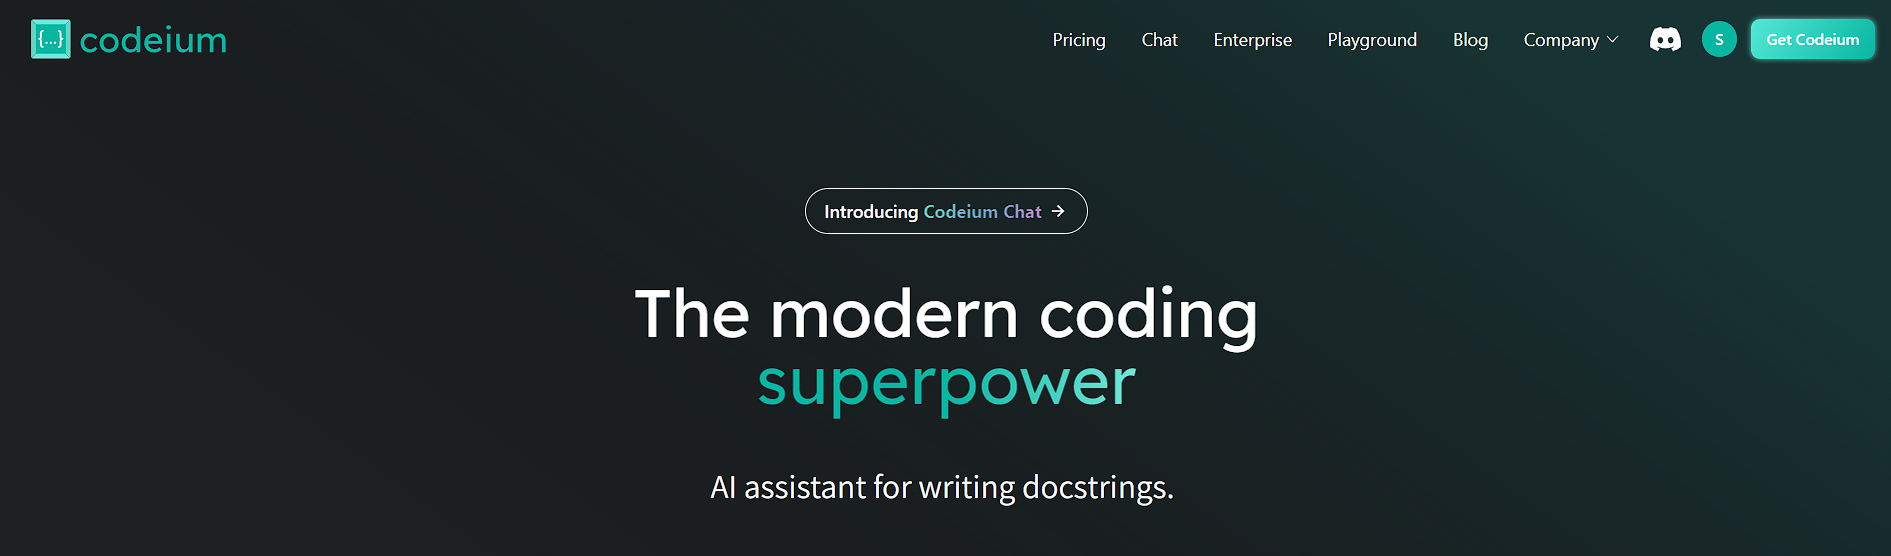 {...} codeium
Pricing Chat Enterprise Playground Blog Company S Get Codeium
Introducing Codeium Chat →
The modern coding
superpower
AI assistant for writing docstrings.